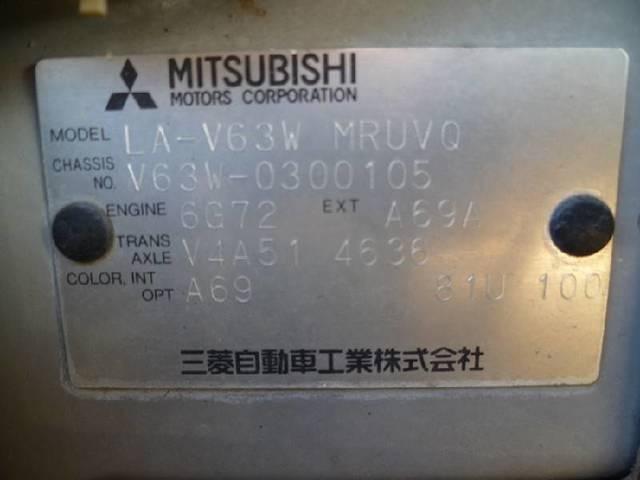 MITSUBISHI
MOTORS CORPORATION
MODEL LA-V63W MRUVQ
CHASSIS NO. V63W-0300105
ENGINE 6G72 EXT A69A
TRANS AXLE V4A51 4636
COLOR, INT OPT A69 81U 100
三菱自動車工業株式会社